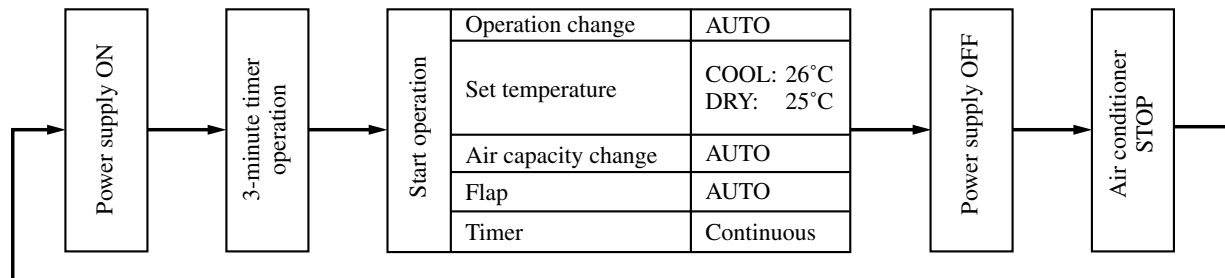 Power supply ON
3-minute timer
operation
Start operation
Operation change AUTO
Set temperature
COOL: 26˚C
DRY: 25˚C
Air capacity change AUTO
Flap AUTO
Timer Continuous
Power supply OFF
Air conditioner
STOP